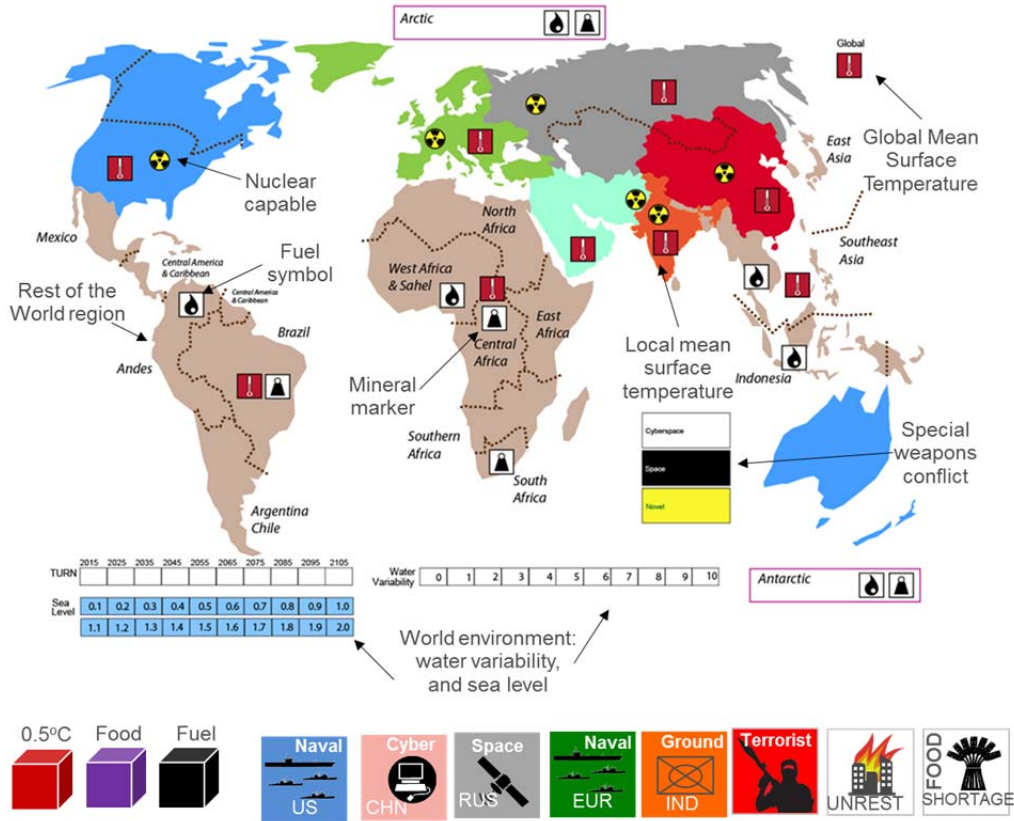 Arctic
Global
Global Mean
Surface
Temperature
East
Asia
Nuclear
capable
North
Africa
Mexico
Southeast
Asia
Central America
& Caribbean
Fuel
symbol
West Africa
& Sahel
Rest of the
World region
Central America
& Caribbean
Brazil
East
Africa
Central
Africa
Local mean
surface
temperature
Andes
Mineral
marker
Indonesia
Cyberspace
Space
Novel
Special
weapons
conflict
Southern
Africa
South
Africa
Argentina
Chile
2015 2025 2035 2045 2055 2065 2075 2085 2095 2105
TURN
Water
Variability
0 1 2 3 4 5 6 7 8 9 10
Antarctic
Sea
Level
0.1 0.2 0.3 0.4 0.5 0.6 0.7 0.8 0.9 1.0
1.1 1.2 1.3 1.4 1.5 1.6 1.7 1.8 1.9 2.0
World environment:
water variability,
and sea level
0.5°C Food Fuel
Naval
US
Cyber
CHN
Space
RUS
Naval
EUR
Ground
IND
Terrorist
UNREST
FOOD
SHORTAGE